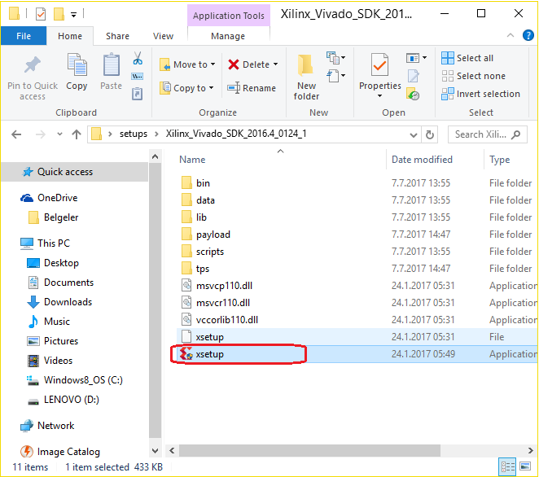 Application Tools Xilinx_Vivado_SDK_201...
File Home Share View Manage
Pin to Quick access Copy Paste Move to Copy to Delete Rename New folder Properties Select all Select none Invert selection
Clipboard Organize New Open Select
setups Xilinx_Vivado_SDK_2016.4_0124_1 Search Xili...
Name Date modified Type
Quick access
OneDrive
Belgeler
This PC
Desktop
Documents
Downloads
Music
Pictures
Videos
Windows8_OS (C:)
LENOVO (D:)
Network
Image Catalog
bin 7.7.2017 13:55 File folder
data 7.7.2017 13:55 File folder
lib 7.7.2017 13:55 File folder
payload 7.7.2017 14:47 File folder
scripts 7.7.2017 13:55 File folder
tps 7.7.2017 14:47 File folder
msvcp110.dll 24.1.2017 05:31 Application
msvcr110.dll 24.1.2017 05:31 Application
vccorlib110.dll 24.1.2017 05:31 Application
xsetup 24.1.2017 05:31 File
xsetup 24.1.2017 05:49 Application
11 items 1 item selected 433 KB